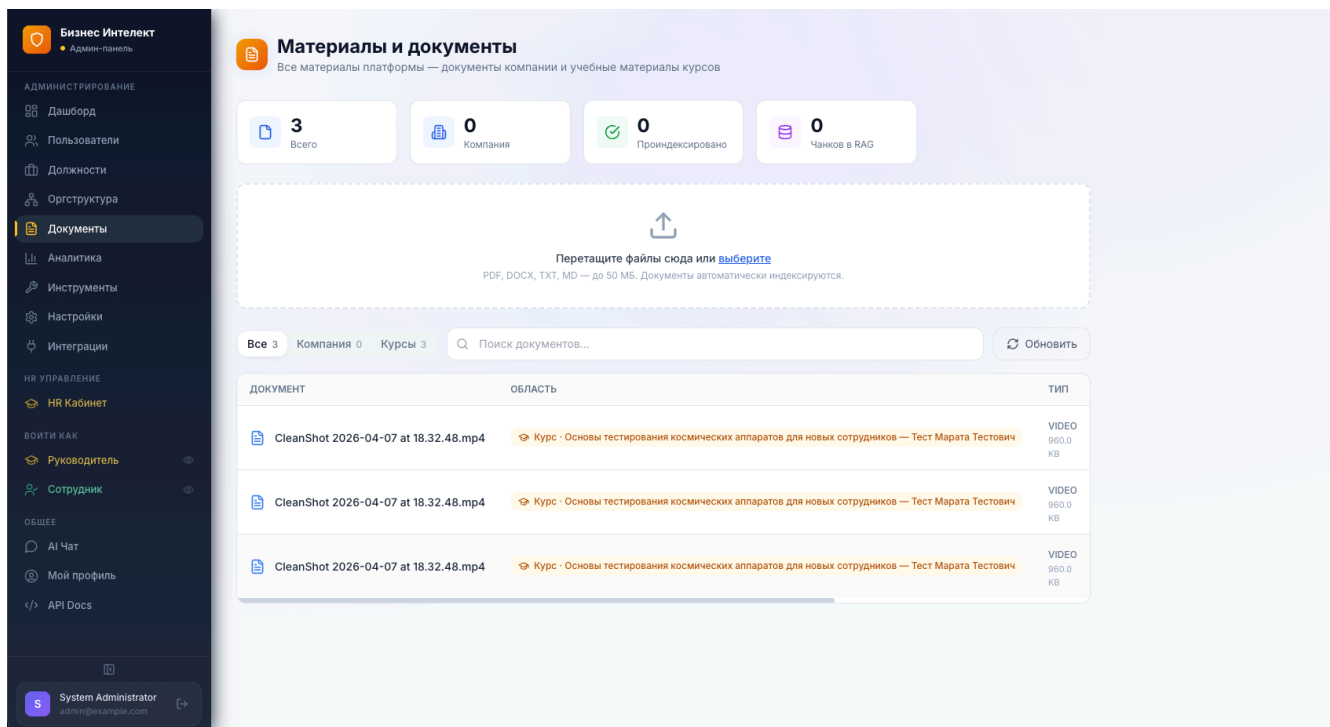 Бизнес Интелект
Админ-панель
АДМИНИСТРИРОВАНИЕ
Дашборд
Пользователи
Должности
Оргструктура
Документы
Аналитика
Инструменты
Настройки
Интеграции
HR УПРАВЛЕНИЕ
HR Кабинет
ВОЙТИ КАК
Руководитель
Сотрудник
ОБЩЕЕ
AI Чат
Мой профиль
API Docs
S
System Administrator
admin@example.com
Материалы и документы
Все материалы платформы — документы компании и учебные материалы курсов
3
Всего
0
Компания
0
Проиндексировано
0
Чанков в RAG
Перетащите файлы сюда или выберите
PDF, DOCX, TXT, MD — до 50 МБ. Документы автоматически индексируются.
Все 3 Компания 0 Курсы 3 Поиск документов... Обновить
ДОКУМЕНТ ОБЛАСТЬ ТИП
CleanShot 2026-04-07 at 18.32.48.mp4 Курс · Основы тестирования космических аппаратов для новых сотрудников — Тест Марата Тестович VIDEO
960.0
KB
CleanShot 2026-04-07 at 18.32.48.mp4 Курс · Основы тестирования космических аппаратов для новых сотрудников — Тест Марата Тестович VIDEO
960.0
KB
CleanShot 2026-04-07 at 18.32.48.mp4 Курс · Основы тестирования космических аппаратов для новых сотрудников — Тест Марата Тестович VIDEO
960.0
KB